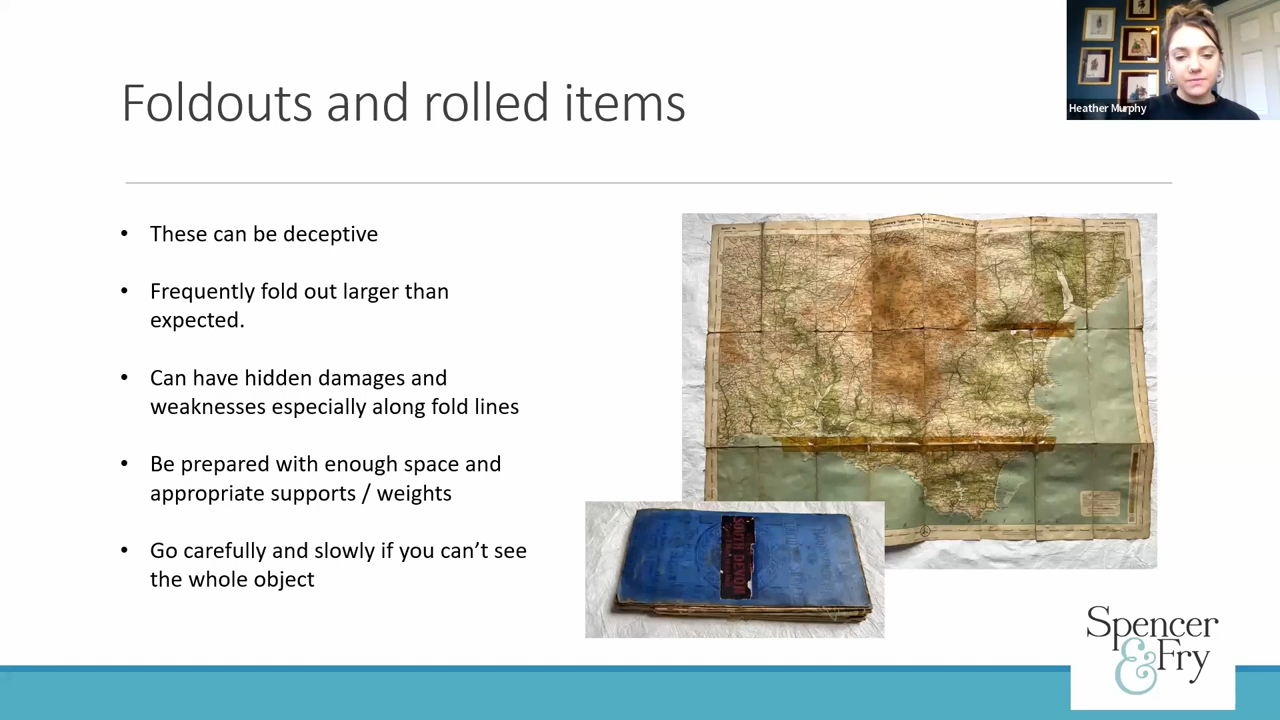 Foldouts and rolled items
Heather Murphy
• These can be deceptive
• Frequently fold out larger than
expected.
• Can have hidden damages and
weaknesses especially along fold lines
• Be prepared with enough space and
appropriate supports / weights
• Go carefully and slowly if you can’t see
the whole object
SOUTH DEVON
Spencer
& Fry